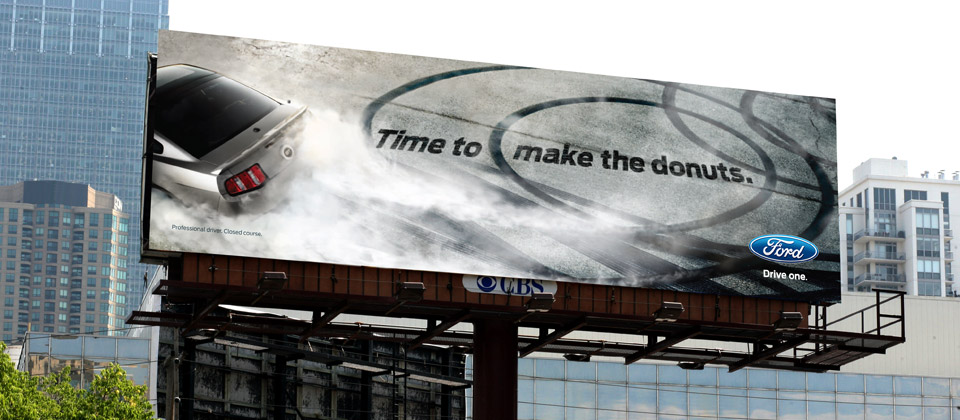 Time to make the donuts.
Professional driver. Closed course.
Ford
Drive one.
CBS